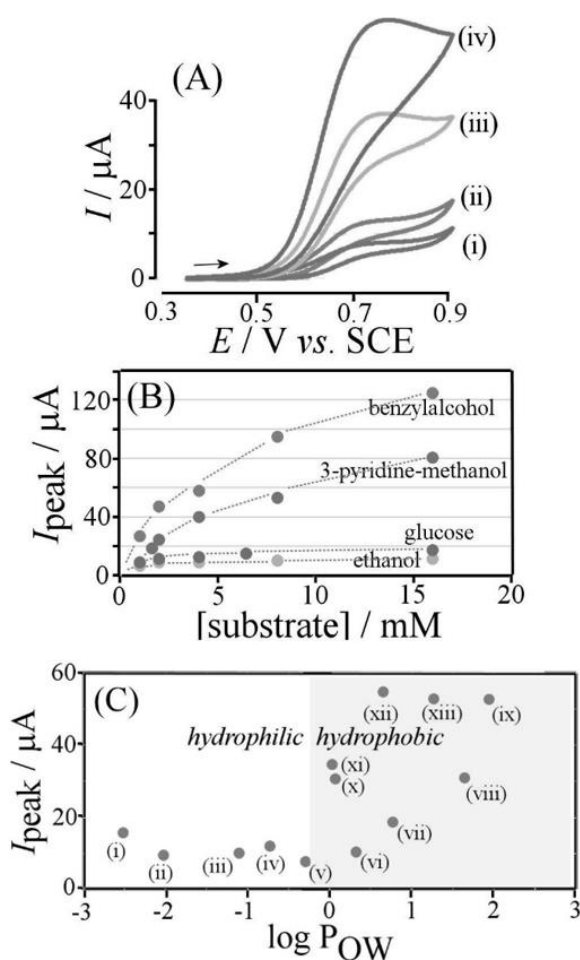 (A)
(iv)
(iii)
(ii)
(i)
I / µA
40
20
0
0.3 0.5 0.7 0.9
E / V vs. SCE
(B)
Ipeak / µA
120
80
40
0
benzylalcohol
3-pyridine-methanol
glucose
ethanol
0 5 10 15 20
[substrate] / mM
(C)
Ipeak / µA
60
40
20
0
hydrophilic hydrophobic
(xii) (xiii) (ix)
(xi)
(x)
(viii)
(vii)
(i) (ii) (iii) (iv) (v) (vi)
-3 -2 -1 0 1 2 3
log POW